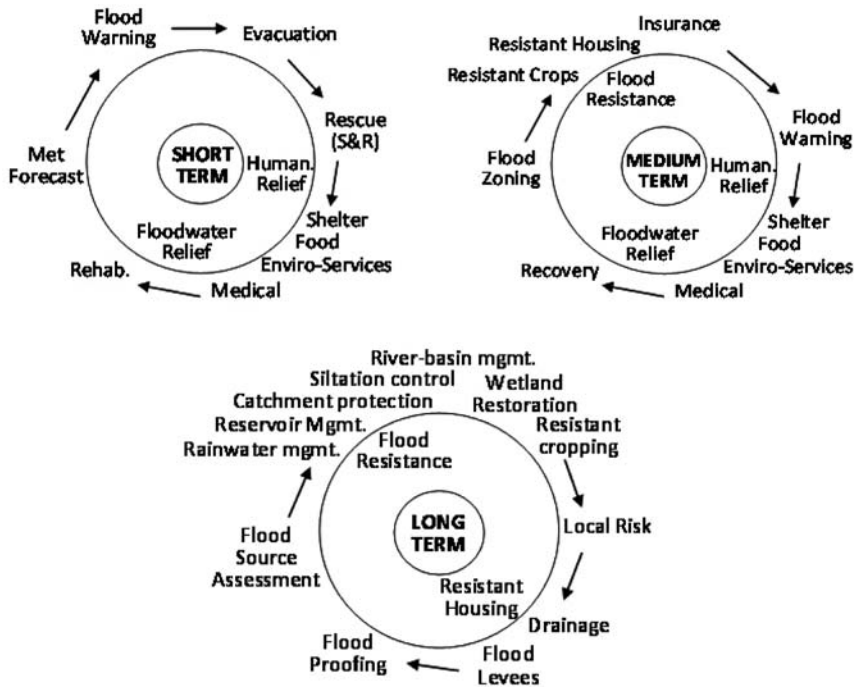 Flood
Warning
Evacuation
Rescue
(S&R)
Met
Forecast
SHORT
TERM
Human.
Relief
Floodwater
Relief
Shelter
Food
Enviro-Services
Rehab.
Medical
Insurance
Resistant Housing
Resistant Crops
Flood
Resistance
Flood
Warning
Flood
Zoning
MEDIUM
TERM
Human.
Relief
Floodwater
Relief
Shelter
Food
Enviro-Services
Recovery
Medical
River-basin mgmt.
Siltation control
Catchment protection
Reservoir Mgmt.
Rainwater mgmt.
Wetland
Restoration
Resistant
cropping
Flood
Resistance
Flood
Source
Assessment
LONG
TERM
Local Risk
Resistant
Housing
Drainage
Flood
Proofing
Flood
Levees